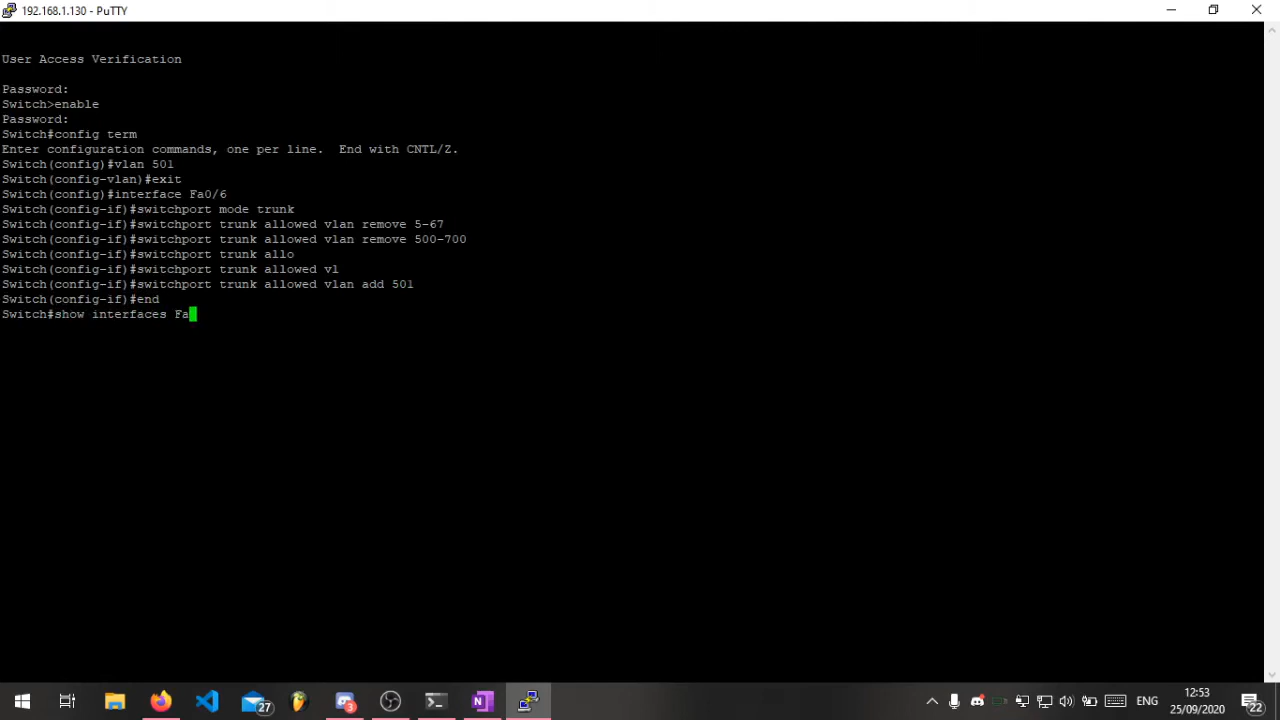 192.168.1.130 - PuTTY
User Access Verification
Password:
Switch>enable
Password:
Switch#config term
Enter configuration commands, one per line.  End with CNTL/Z.
Switch(config)#vlan 501
Switch(config-vlan)#exit
Switch(config)#interface Fa0/6
Switch(config-if)#switchport mode trunk
Switch(config-if)#switchport trunk allowed vlan remove 5-67
Switch(config-if)#switchport trunk allowed vlan remove 500-700
Switch(config-if)#switchport trunk allo
Switch(config-if)#switchport trunk allowed vl
Switch(config-if)#switchport trunk allowed vlan add 501
Switch(config-if)#end
Switch#show interfaces Fa
27
3
N
ENG
12:53
25/09/2020
22